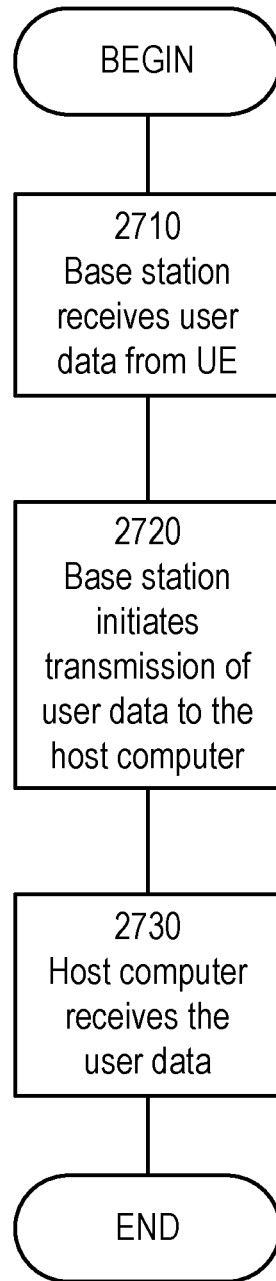 BEGIN
2710
Base station
receives user
data from UE
2720
Base station
initiates
transmission of
user data to the
host computer
2730
Host computer
receives the
user data
END